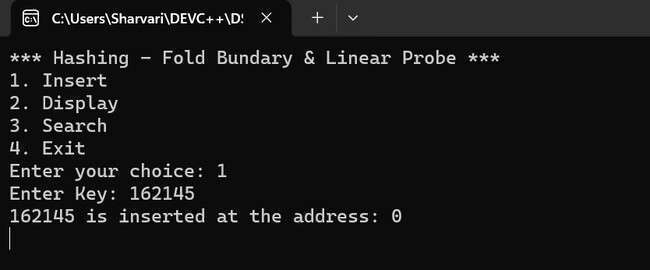 C:\Users\Sharvari\DEVC++\D!
*** Hashing - Fold Bundary & Linear Probe ***
1. Insert
2. Display
3. Search
4. Exit
Enter your choice: 1
Enter Key: 162145
162145 is inserted at the address: 0